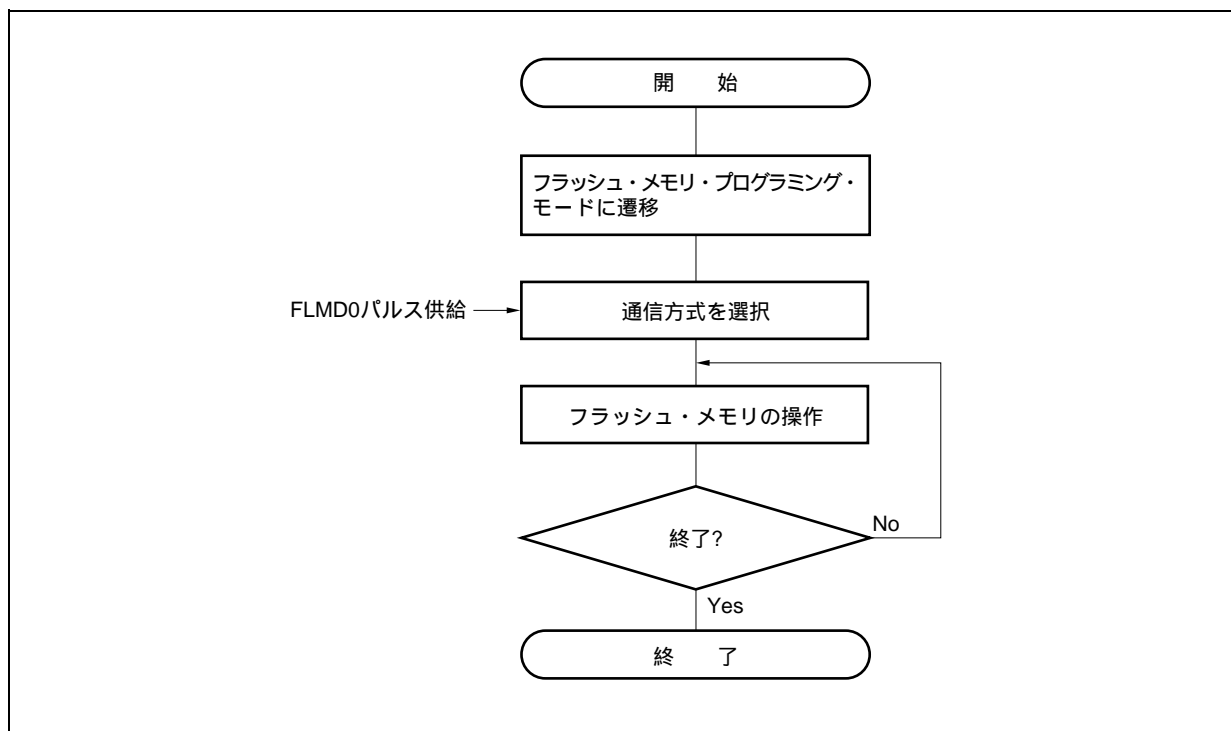 開　　始
フラッシュ・メモリ・プログラミング・
モードに遷移
FLMD0パルス供給
通信方式を選択
フラッシュ・メモリの操作
終了?
No
Yes
終　　了